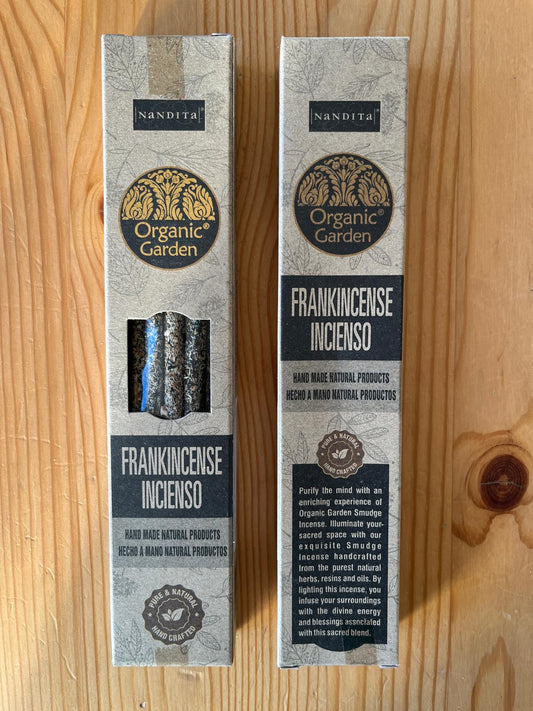 NANDITA®
Organic®
Garden
FRANKINCENSE
INCIENSO
HAND MADE NATURAL PRODUCTS
HECHO A MANO NATURAL PRODUCTOS
PURE & NATURAL
HAND CRAFTED
NANDITA
Organic®
Garden
FRANKINCENSE
INCIENSO
HAND MADE NATURAL PRODUCTS
HECHO A MANO NATURAL PRODUCTOS
PURE & NATURAL
HAND CRAFTED
Purify the mind with an
enriching experience of
Organic Garden Smudge
Incense. Illuminate your-
sacred space with our
exquisite Smudge
Incense handcrafted
from the purest natural
herbs, resins and oils. By
lighting this incense, you
infuse your surroundings
with the divine energy
and blessings associated
with this sacred blend.